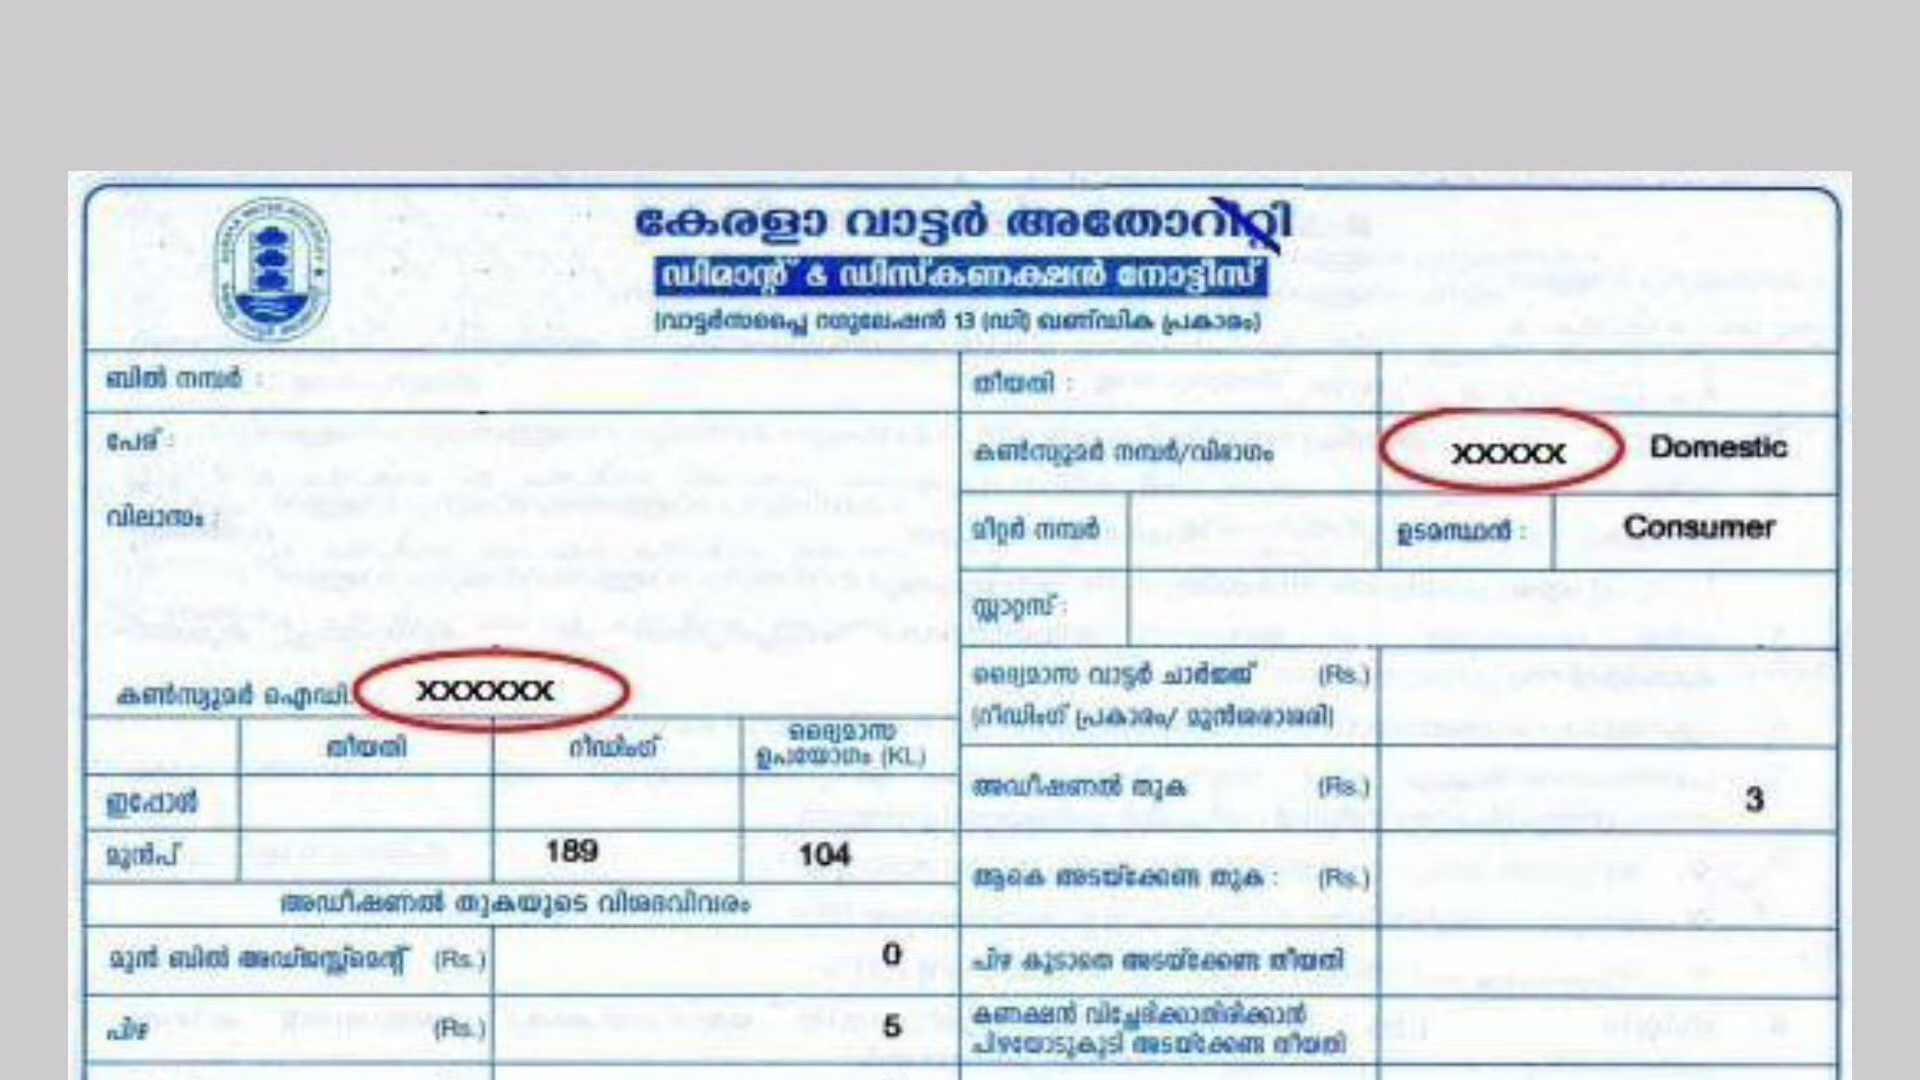 കേരളാ വാട്ടർ അതോറിറ്റി
ഡിമാന്റ് & ഡിസ്കണക്ഷൻ നോട്ടീസ്
(വാട്ടർസപ്ലൈ റഗുലേഷൻ 13 (ഡി) ഖണ്ഡിക പ്രകാരം)
ബിൽ നമ്പർ :
തീയതി :
പേര് :
കൺസ്യൂമർ നമ്പർ/വിഭാഗം XXXXX Domestic
വിലാസം :
മീറ്റർ നമ്പർ
ഉടമസ്ഥൻ : Consumer
സ്റ്റാറ്റസ് :
കൺസ്യൂമർ ഐഡി. XXXXXXX
ദ്വൈമാസ വാട്ടർ ചാർജ്ജ് (Rs.)
(റീഡിംഗ് പ്രകാരം/ മുൻശരാശരി)
തീയതി റീഡിംഗ് ദ്വൈമാസ
ഉപയോഗം (KL)
ഇപ്പോൾ
അഡീഷണൽ തുക (Rs.) 3
മുൻപ് 189 104
ആകെ അടയ്ക്കേണ്ട തുക : (Rs.)
അഡീഷണൽ തുകയുടെ വിശദവിവരം
മുൻ ബിൽ അഡ്ജസ്റ്റ്മെന്റ് (Rs.) 0
പിഴ കൂടാതെ അടയ്ക്കേണ്ട തീയതി
പിഴ (Rs.) 5
കണക്ഷൻ വിച്ഛേദിക്കാതിരിക്കാൻ
പിഴയോടുകൂടി അടയ്ക്കേണ്ട തീയതി